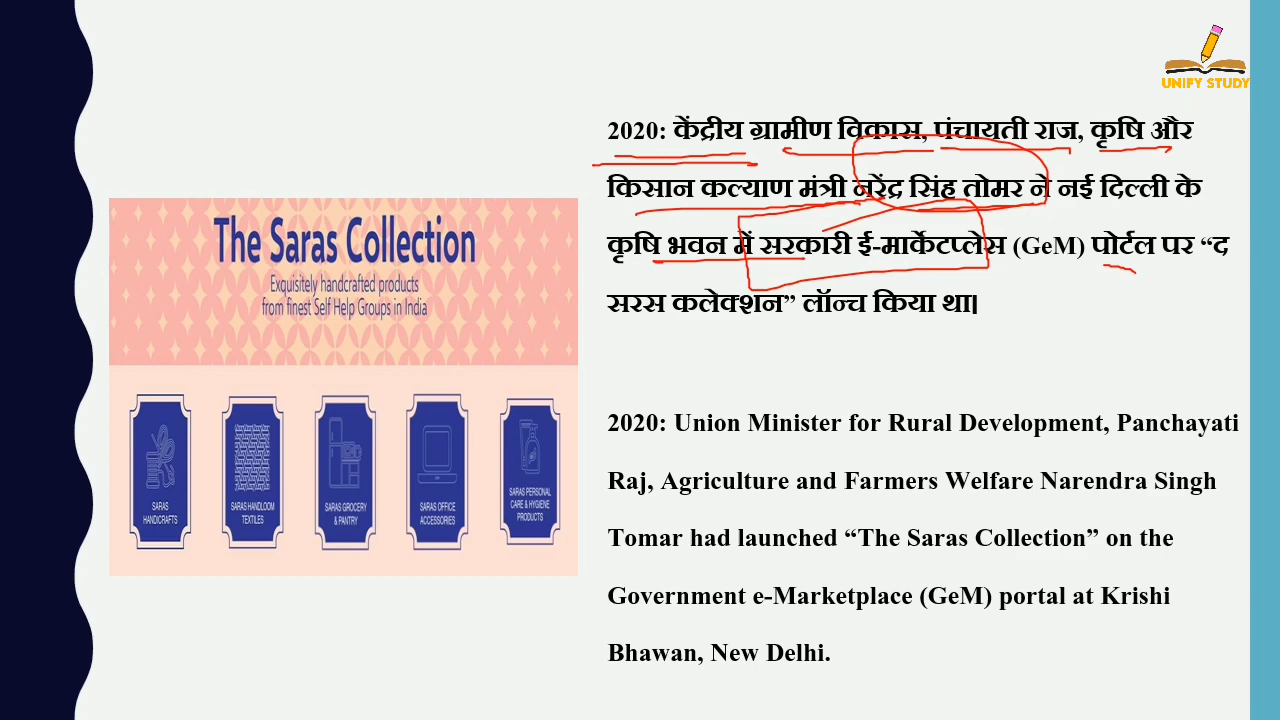 UNIFY STUDY
2020: केंद्रीय ग्रामीण विकास, पंचायती राज, कृषि और
किसान कल्याण मंत्री नरेंद्र सिंह तोमर ने नई दिल्ली के
कृषि भवन में सरकारी ई-मार्केटप्लेस (GeM) पोर्टल पर “द
सरस कलेक्शन” लॉन्च किया था।
The Saras Collection
Exquisitely handcrafted products
from finest Self Help Groups in India
SARAS
HANDICRAFTS
SARAS HANDLOOM
TEXTILES
SARAS GROCERY
& PANTRY
SARAS OFFICE
ACCESSORIES
SARAS PERSONAL
CARE & HYGIENE
PRODUCTS
2020: Union Minister for Rural Development, Panchayati
Raj, Agriculture and Farmers Welfare Narendra Singh
Tomar had launched “The Saras Collection” on the
Government e-Marketplace (GeM) portal at Krishi
Bhawan, New Delhi.